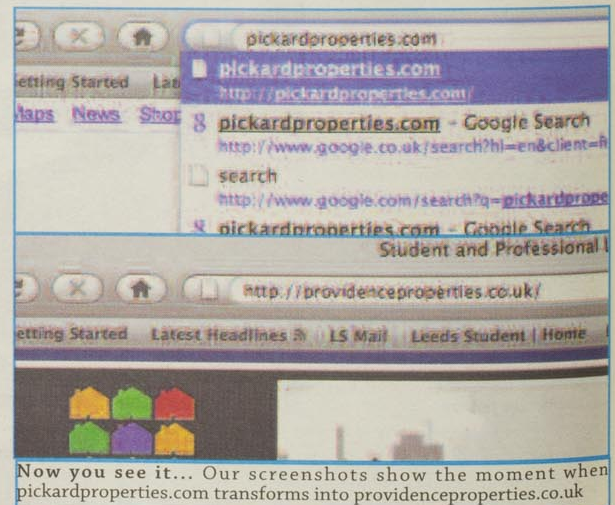 pickardproperties.com
pickardproperties.com
http://pickardproperties.com/
etting Started Lat
Maps News Shop
pickardproperties.com - Google Search
http://www.google.co.uk/search?hl=en&client=f
search
http://www.google.com/search?q=pickardprope
pickardproperties.com - Google Search
Student and Professional L
http://providenceproperties.co.uk/
etting Started Latest Headlines LS Mail Leeds Student | Home
Now you see it... Our screenshots show the moment when
pickardproperties.com transforms into providenceproperties.co.uk